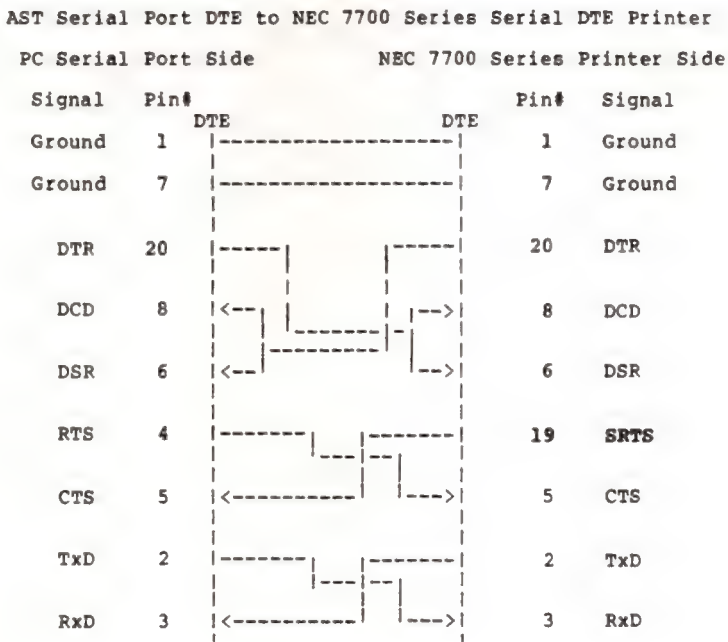 AST Serial Port DTE to NEC 7700 Series Serial DTE Printer
PC Serial Port Side NEC 7700 Series Printer Side
Signal Pin# Pin# Signal
DTE DTE
Ground 1 1 Ground
Ground 7 7 Ground
DTR 20 20 DTR
DCD 8 8 DCD
DSR 6 6 DSR
RTS 4 19 SRTS
CTS 5 5 CTS
TxD 2 2 TxD
RxD 3 3 RxD